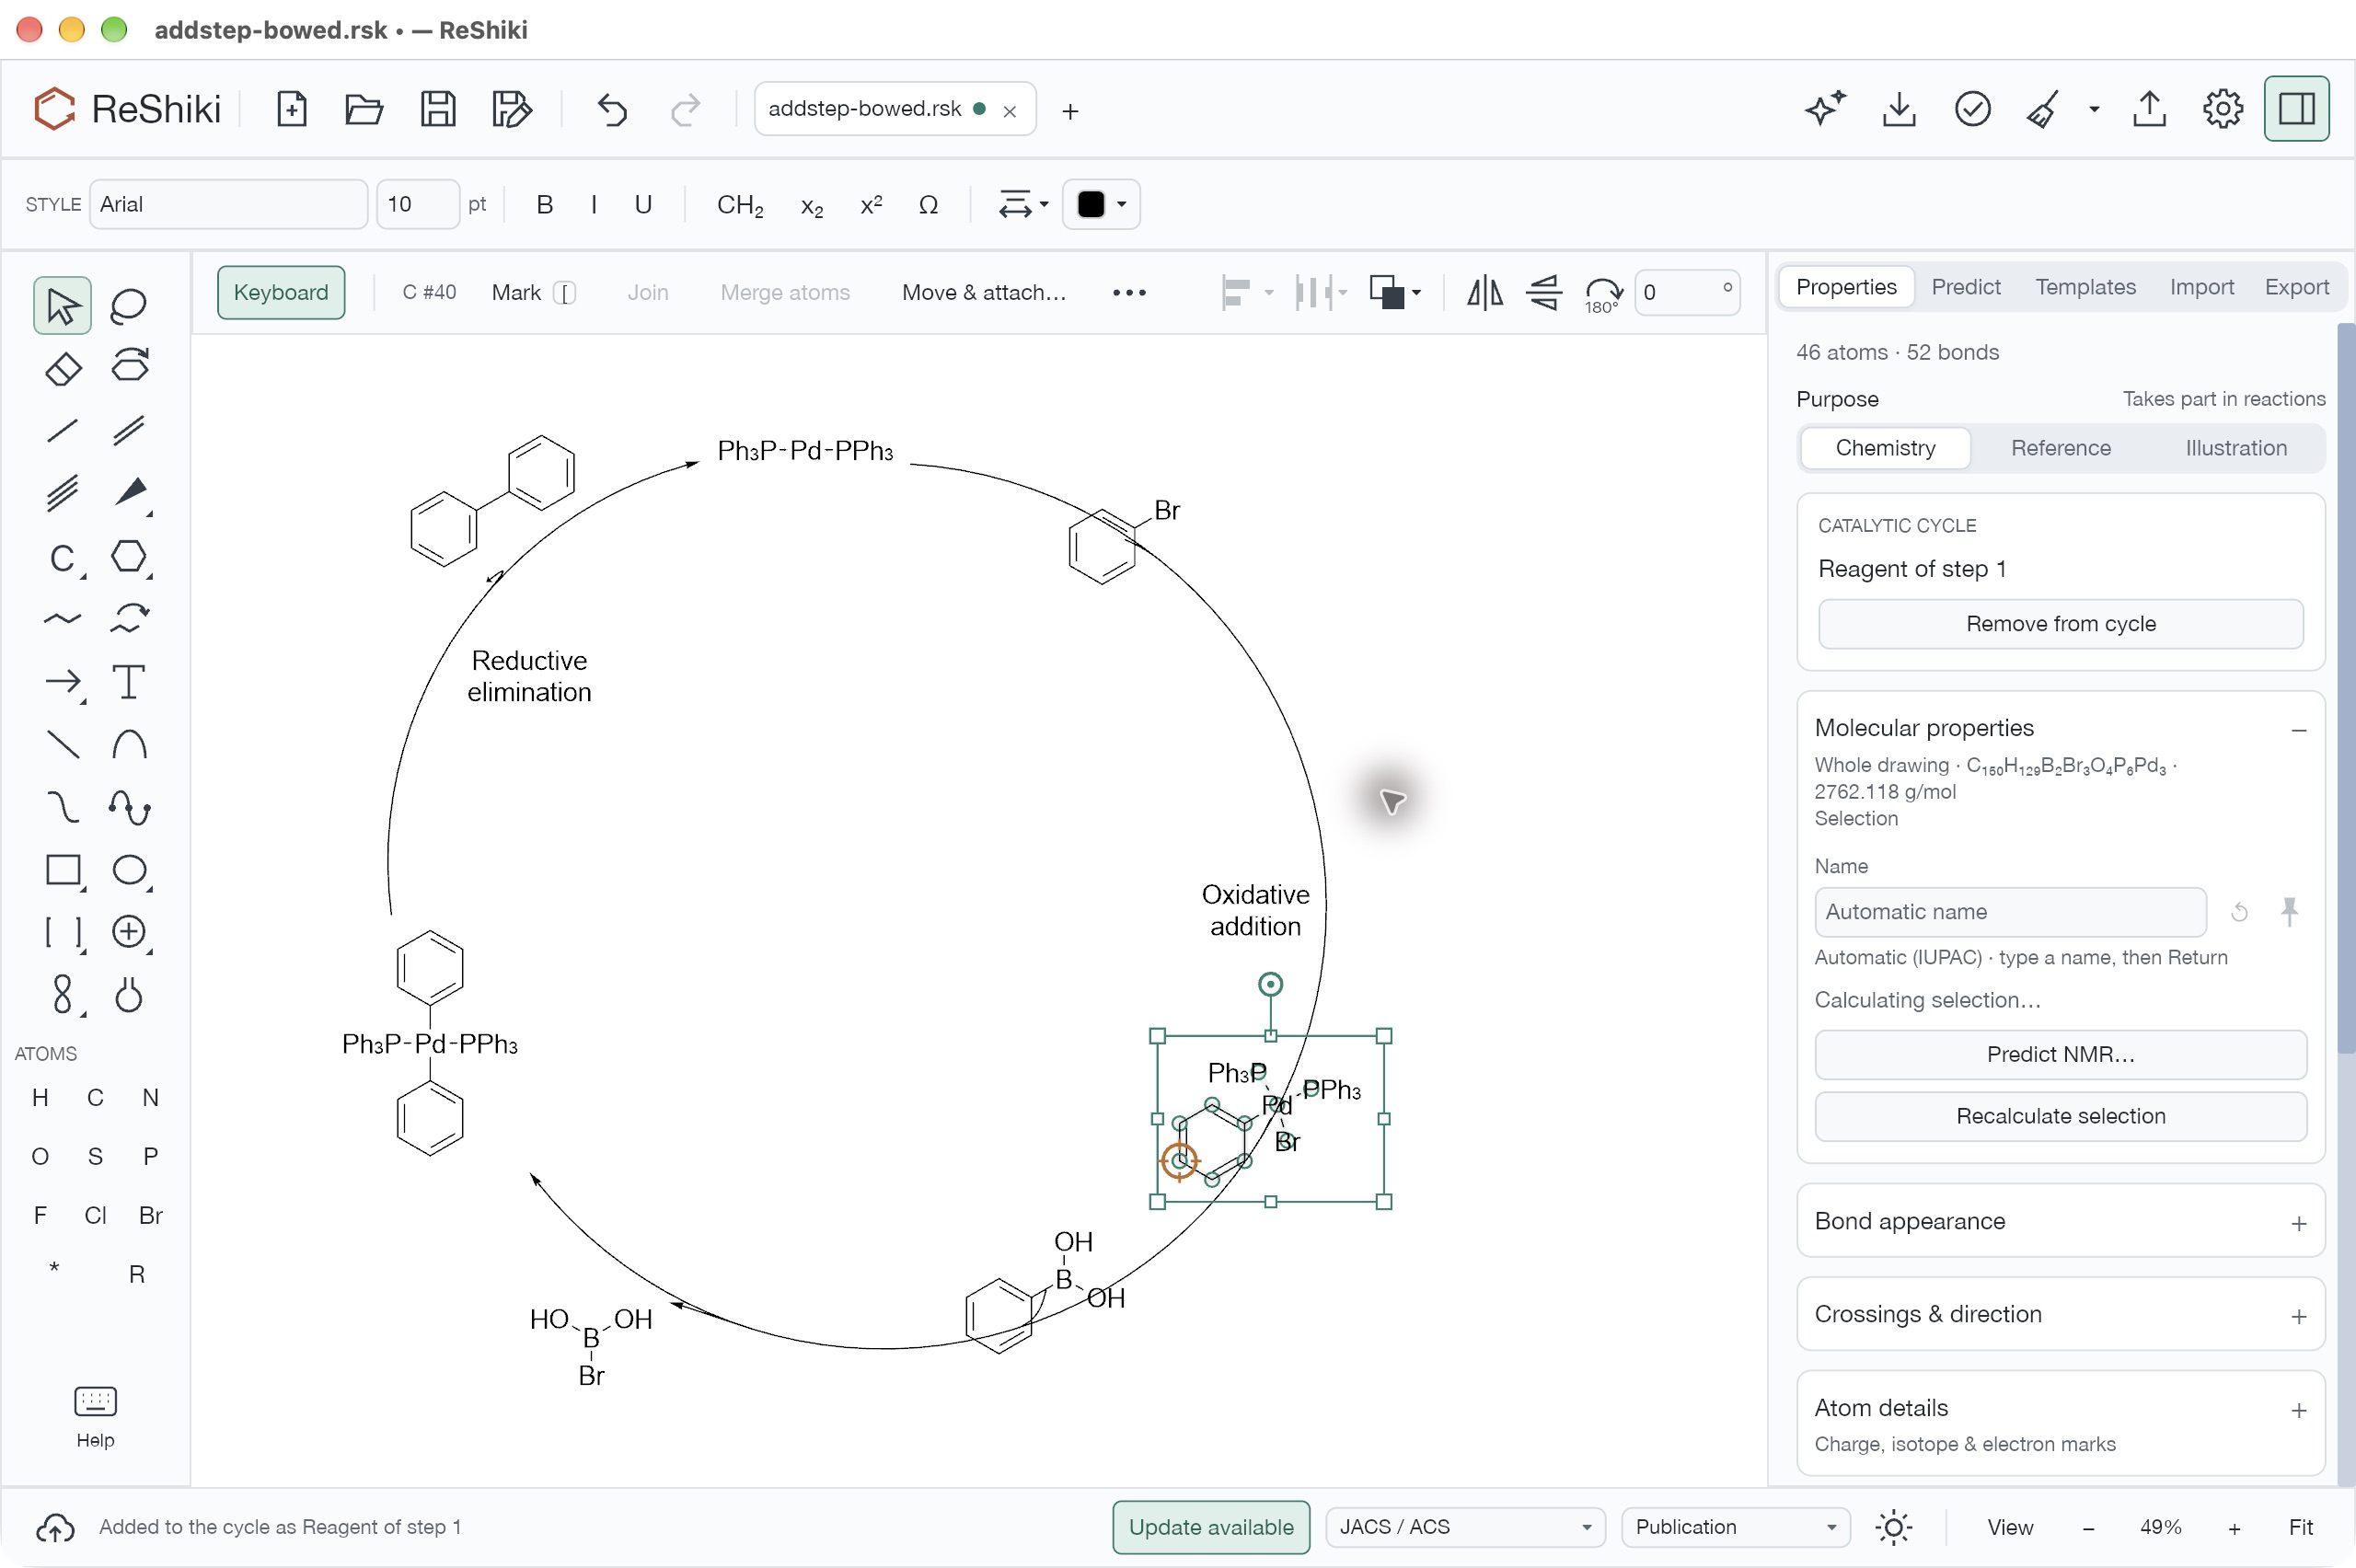 addstep-bowed.rsk • — ReShiki
ReShiki
addstep-bowed.rsk ● ×
+
STYLE Arial 10 pt B I U CH₂ x₂ x² Ω
Keyboard C #40 Mark [ Join Merge atoms Move & attach… ••• 180° 0 °
Properties Predict Templates Import Export
46 atoms · 52 bonds
Purpose Takes part in reactions
Chemistry Reference Illustration
CATALYTIC CYCLE
Reagent of step 1
Remove from cycle
Molecular properties −
Whole drawing · C₁₅₀H₁₂₉B₂Br₃O₄P₆Pd₃ ·
2762.118 g/mol
Selection
Name
Automatic name
Automatic (IUPAC) · type a name, then Return
Calculating selection…
Predict NMR…
Recalculate selection
Bond appearance +
Crossings & direction +
Atom details +
Charge, isotope & electron marks
C
T
[ ]
ATOMS
H C N
O S P
F Cl Br
* R
Help
Ph₃P-Pd-PPh₃
Br
Reductive
elimination
Oxidative
addition
Ph₃P-Pd-PPh₃
Ph₃P
PPh₃
Pd
Br
OH
B
OH
HO OH
B
Br
Added to the cycle as Reagent of step 1
Update available JACS / ACS Publication View − 49% + Fit